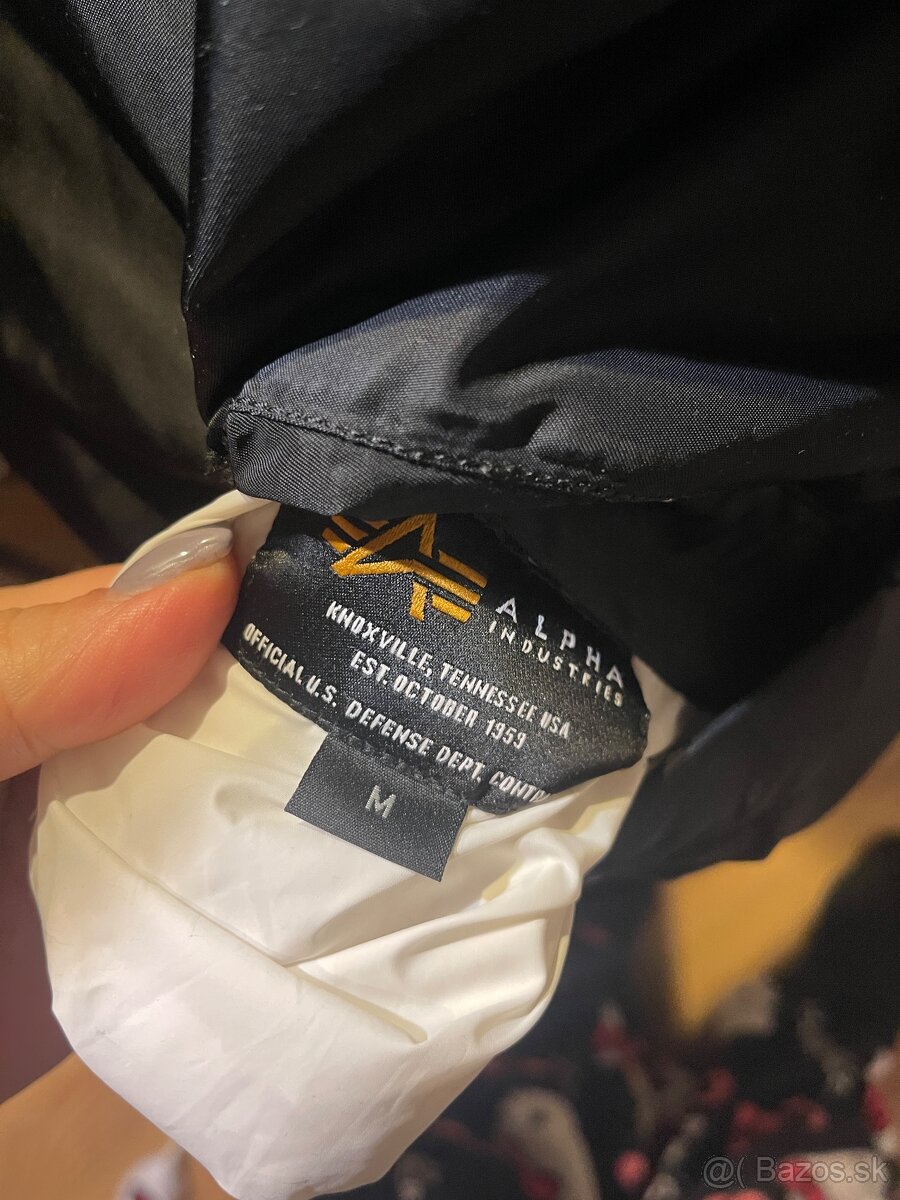 ALPHA
INDUSTRIES
KNOXVILLE, TENNESSEE USA
EST. OCTOBER 1959
OFFICIAL U.S. DEFENSE DEPT. CONTR
M
@( Bazos.sk